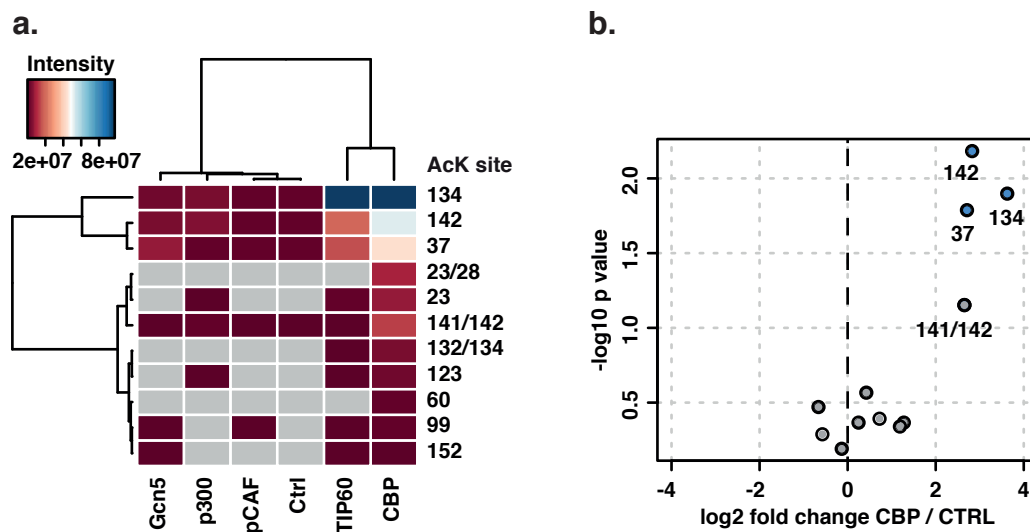 a.
Intensity
2e+07 8e+07
AcK site
134
142
37
23/28
23
141/142
132/134
123
60
99
152
Gcn5
p300
pCAF
Ctrl
TIP60
CBP
b.
-log10 p value
2.0
1.5
1.0
0.5
142
134
37
141/142
-4 -2 0 2 4
log2 fold change CBP / CTRL